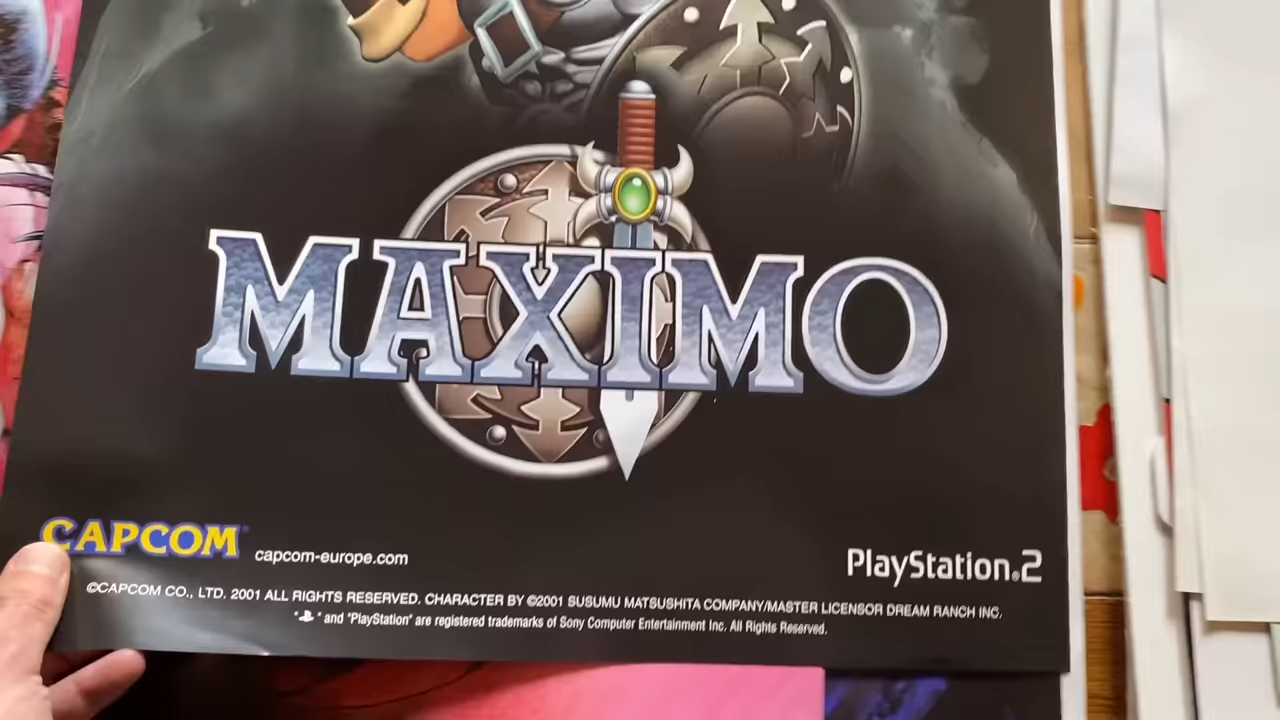 MAXIMO
CAPCOM
capcom-europe.com
PlayStation.2
©CAPCOM CO., LTD. 2001 ALL RIGHTS RESERVED. CHARACTER BY ©2001 SUSUMU MATSUSHITA COMPANY/MASTER LICENSOR DREAM RANCH INC.
" " and "PlayStation" are registered trademarks of Sony Computer Entertainment Inc. All Rights Reserved.